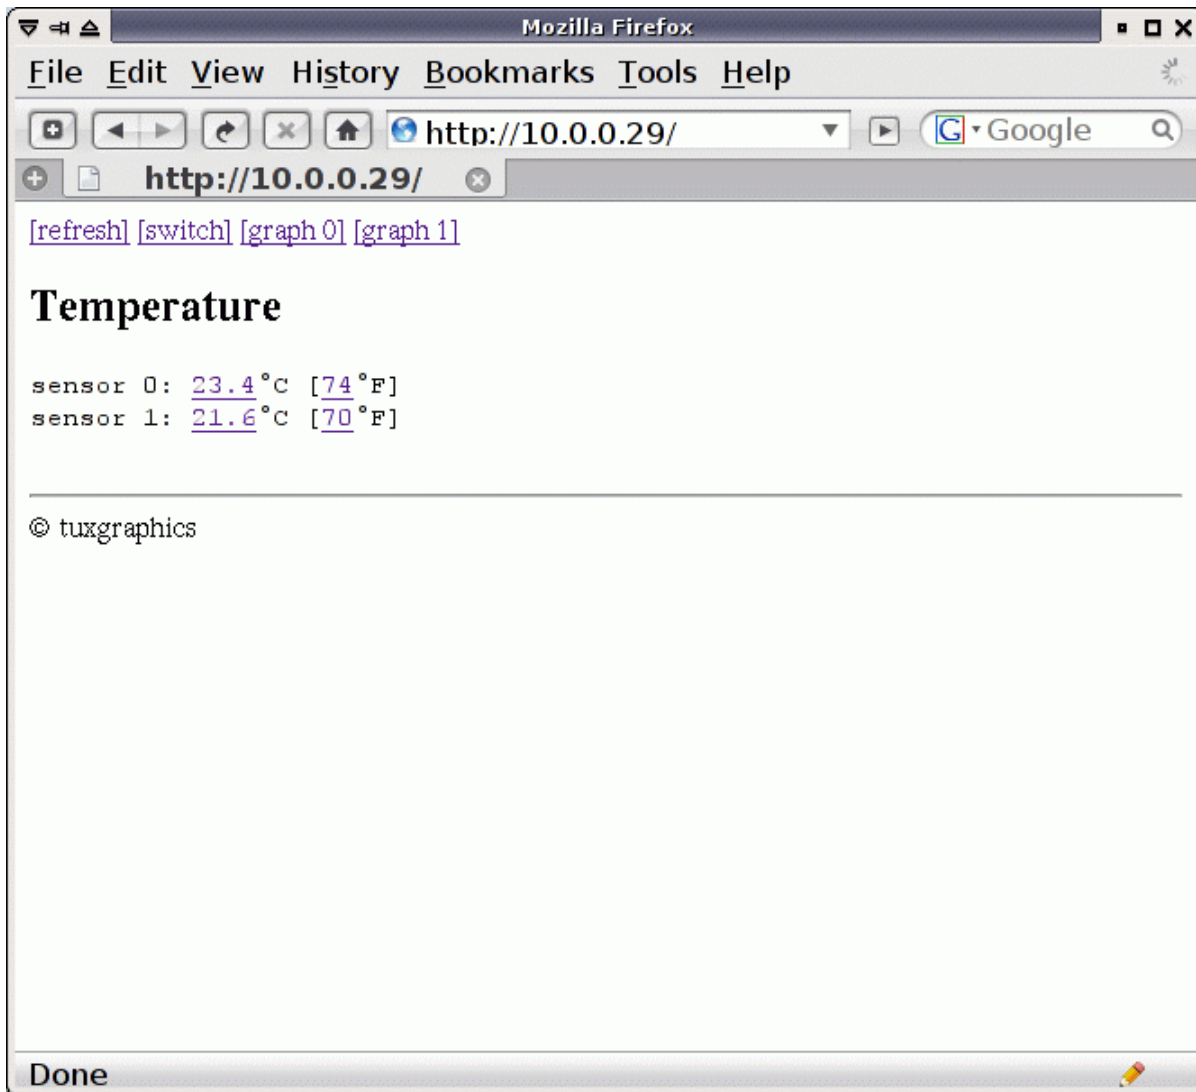 Mozilla Firefox
File Edit View History Bookmarks Tools Help
http://10.0.0.29/ G Google
http://10.0.0.29/
[refresh] [switch] [graph 0] [graph 1]
Temperature
sensor 0: 23.4°C [74°F]
sensor 1: 21.6°C [70°F]
© tuxgraphics
Done